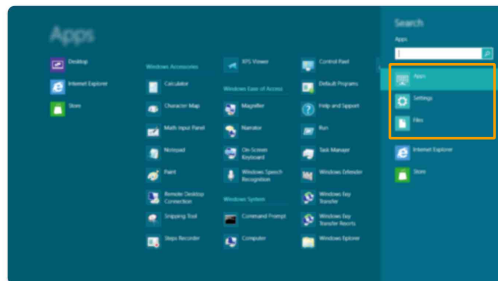 Apps
Desktop
Internet Explorer
Store
Windows Accessories
Calculator
Character Map
Math Input Panel
Notepad
Paint
Remote Desktop
Connection
Snipping Tool
Steps Recorder
XPS Viewer
Windows Ease of Access
Magnifier
Narrator
On-Screen
Keyboard
Windows Speech
Recognition
Windows System
Command Prompt
Computer
Control Panel
Default Programs
Help and Support
Run
Task Manager
Windows Defender
Windows Easy
Transfer
Windows Easy
Transfer Reports
Windows Explorer
Search
Apps
Apps
Settings
Files
Internet Explorer
Store